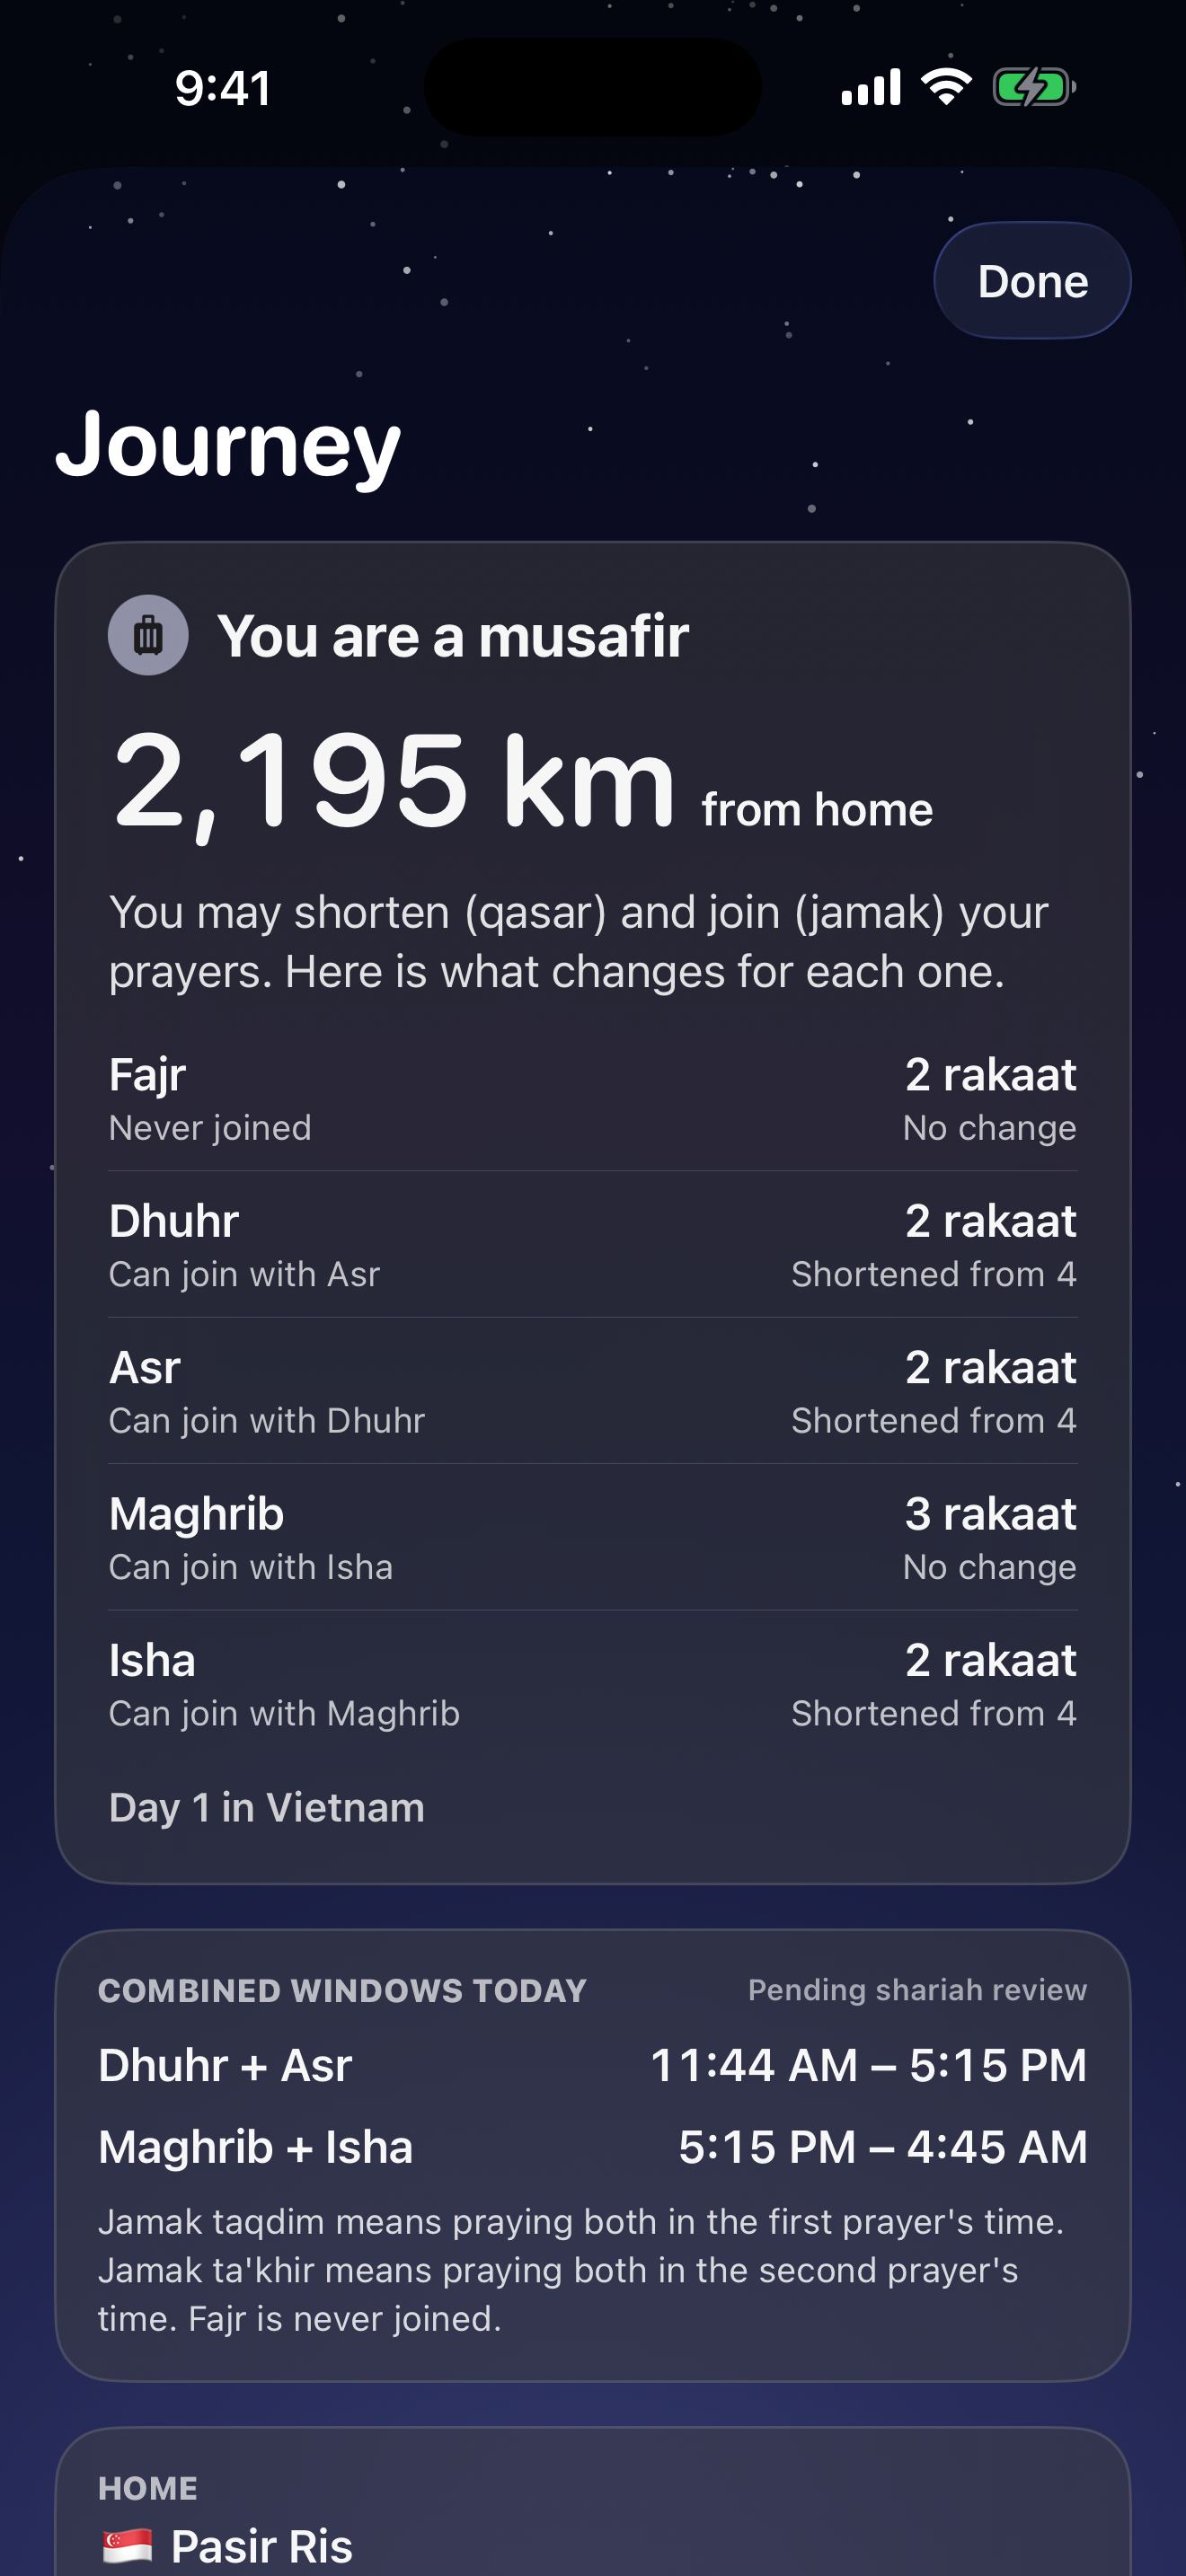 9:41
Done
Journey
You are a musafir
2,195 km from home
You may shorten (qasar) and join (jamak) your
prayers. Here is what changes for each one.
Fajr 2 rakaat
Never joined No change
Dhuhr 2 rakaat
Can join with Asr Shortened from 4
Asr 2 rakaat
Can join with Dhuhr Shortened from 4
Maghrib 3 rakaat
Can join with Isha No change
Isha 2 rakaat
Can join with Maghrib Shortened from 4
Day 1 in Vietnam
COMBINED WINDOWS TODAY Pending shariah review
Dhuhr + Asr 11:44 AM – 5:15 PM
Maghrib + Isha 5:15 PM – 4:45 AM
Jamak taqdim means praying both in the first prayer's time.
Jamak ta'khir means praying both in the second prayer's
time. Fajr is never joined.
HOME
🇸🇬 Pasir Ris